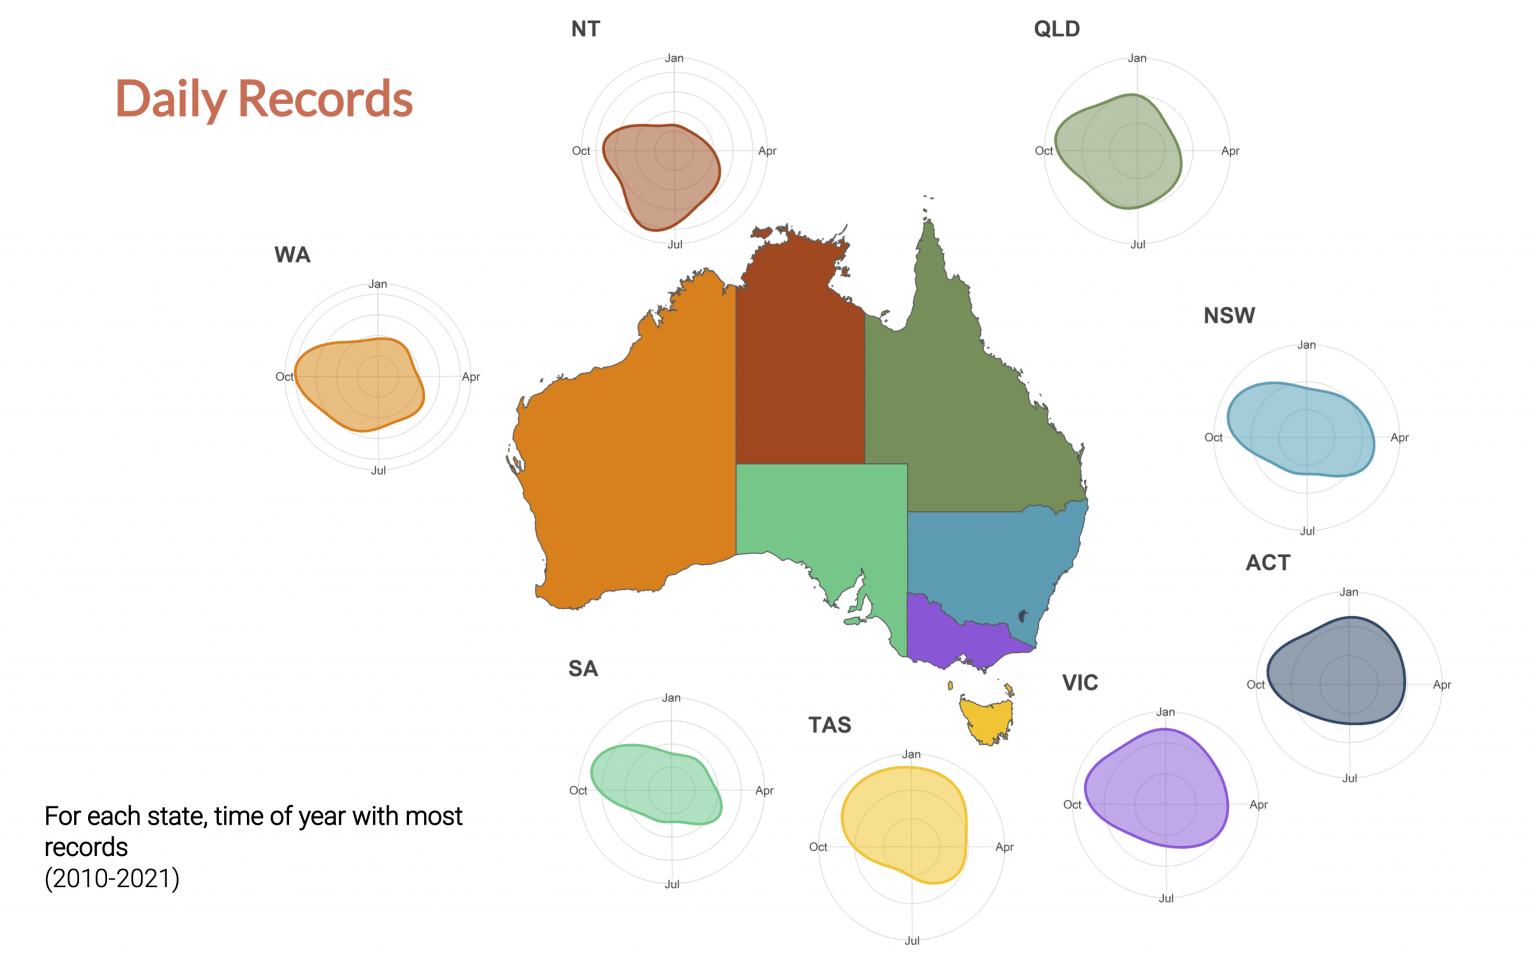 Daily Records
NT
Jan
Oct
Apr
Jul
QLD
Jan
Oct
Apr
Jul
WA
Jan
Oct
Apr
Jul
NSW
Jan
Oct
Apr
Jul
ACT
Jan
Oct
Apr
Jul
SA
Jan
Oct
Apr
Jul
TAS
Jan
Oct
Apr
Jul
VIC
Jan
Oct
Apr
Jul
For each state, time of year with most
records
(2010-2021)